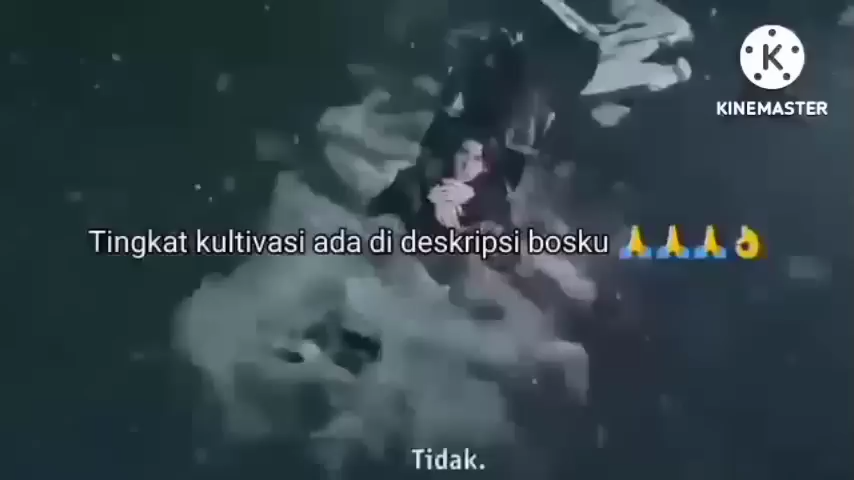 KINEMASTER
Tingkat kultivasi ada di deskripsi bosku 🙏🙏🙏👌
Tidak.